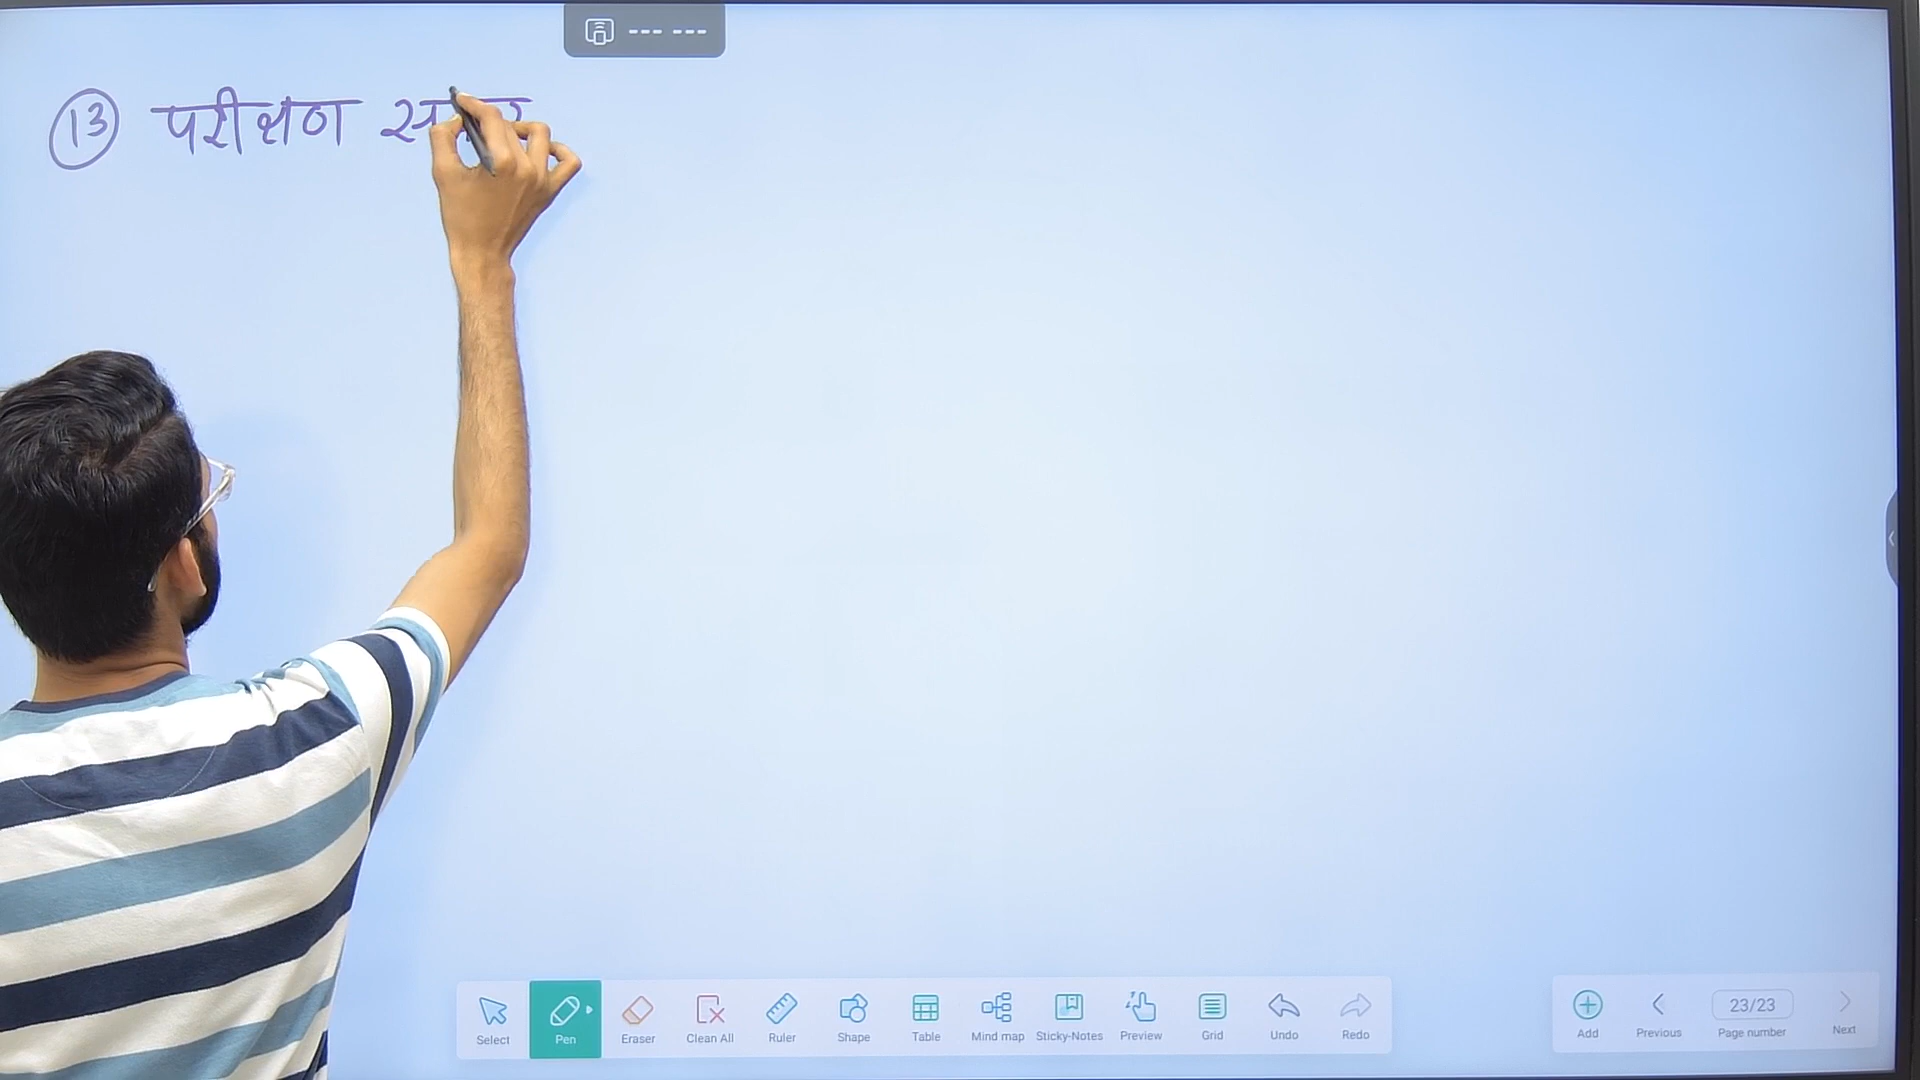 --- ---
13 परीक्षण
Select
Pen
Eraser
Clean All
Ruler
Shape
Table
Mind map
Sticky-Notes
Preview
Grid
Undo
Redo
Add
Previous
23/23
Page number
Next